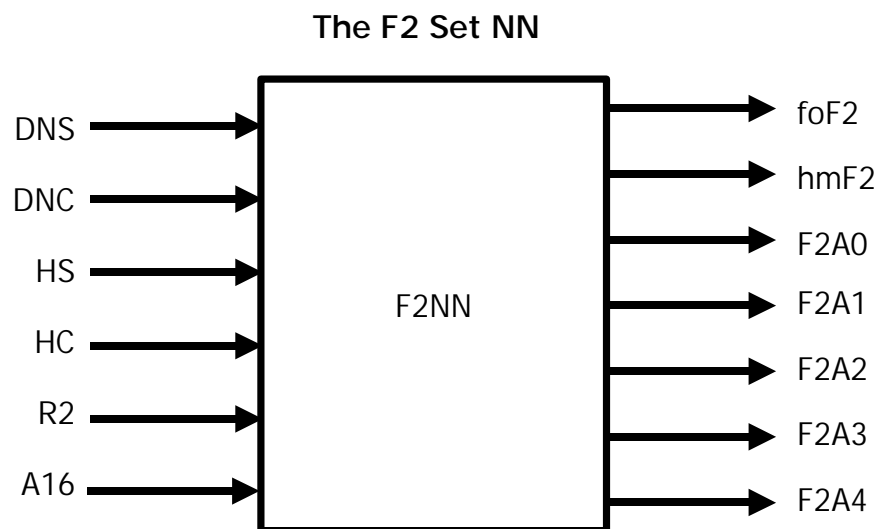 The F2 Set NN
DNS
DNC
HS
HC
R2
A16
F2NN
foF2
hmF2
F2A0
F2A1
F2A2
F2A3
F2A4